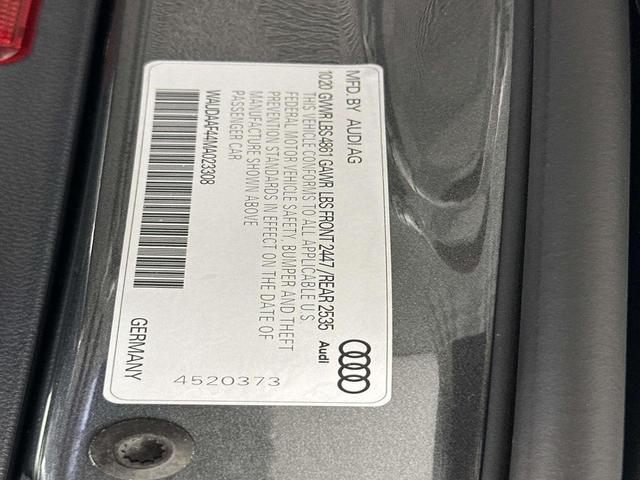 MFD. BY AUDI AG
1020 GVWR LBS 4861 GAWR LBS FRONT 2447 /REAR 2535
THIS VEHICLE CONFORMS TO ALL APPLICABLE U.S
FEDERAL MOTOR VEHICLE SAFETY, BUMPER AND THEFT
PREVENTION STANDARDS IN EFFECT ON THE DATE OF
MANUFACTURE SHOWN ABOVE
PASSENGER CAR
WAUDAAF44MA023308
Audi
GERMANY
4520373